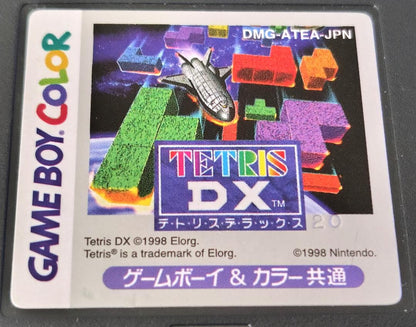 GAME BOY COLOR
DMG-ATEA-JPN
TETRIS
DX™
テ・トリ・ス・デ・ラ・ックス
20
Tetris DX ©1998 Elorg.
Tetris® is a trademark of Elorg.
©1998 Nintendo.
ゲームボーイ & カラー共通